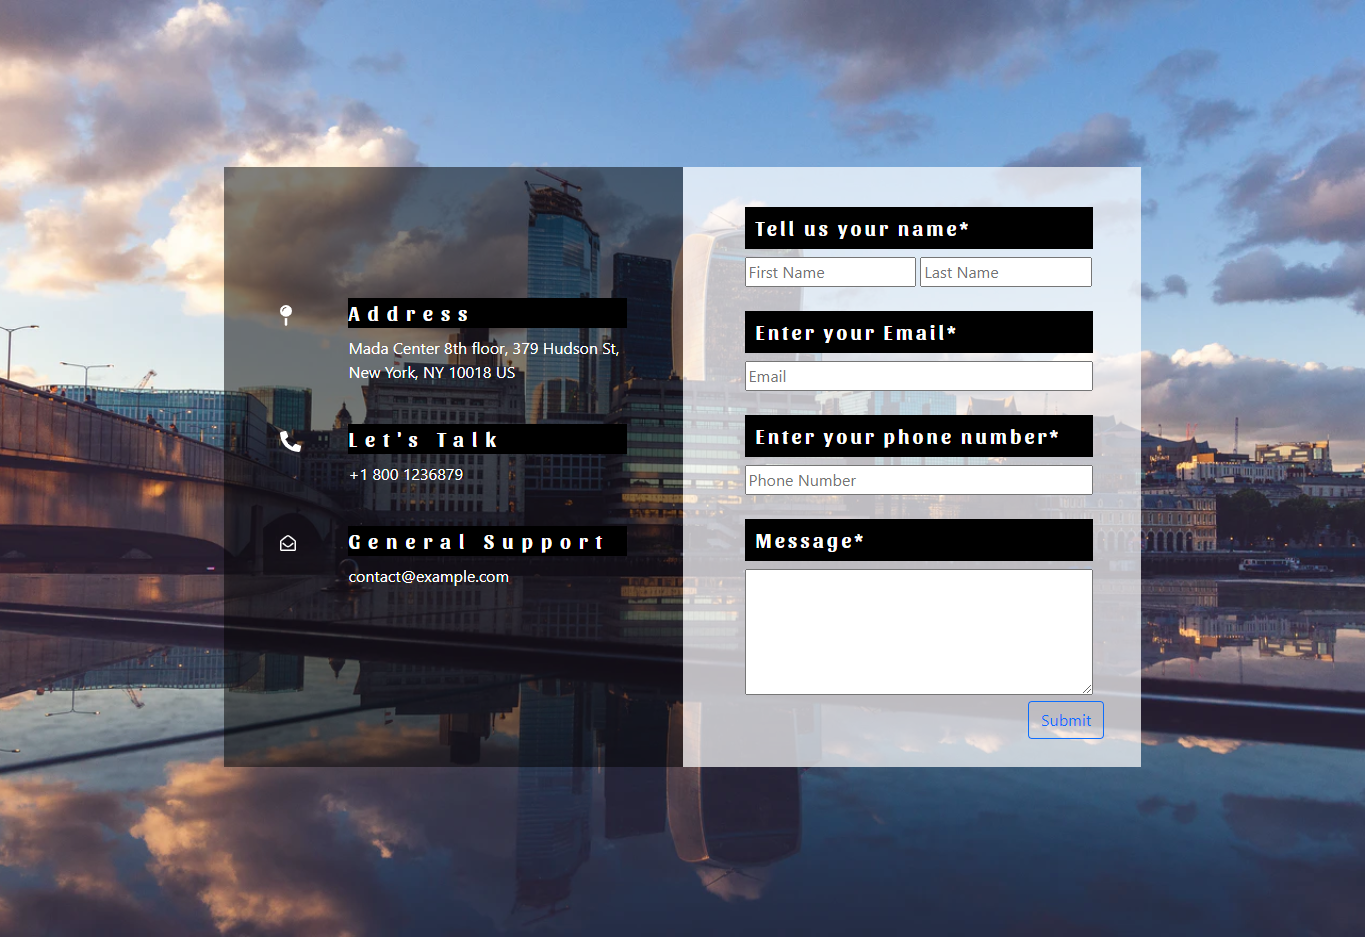 Address
Mada Center 8th floor, 379 Hudson St,
New York, NY 10018 US
Let's Talk
+1 800 1236879
General Support
contact@example.com
Tell us your name*
First Name
Last Name
Enter your Email*
Email
Enter your phone number*
Phone Number
Message*
Submit